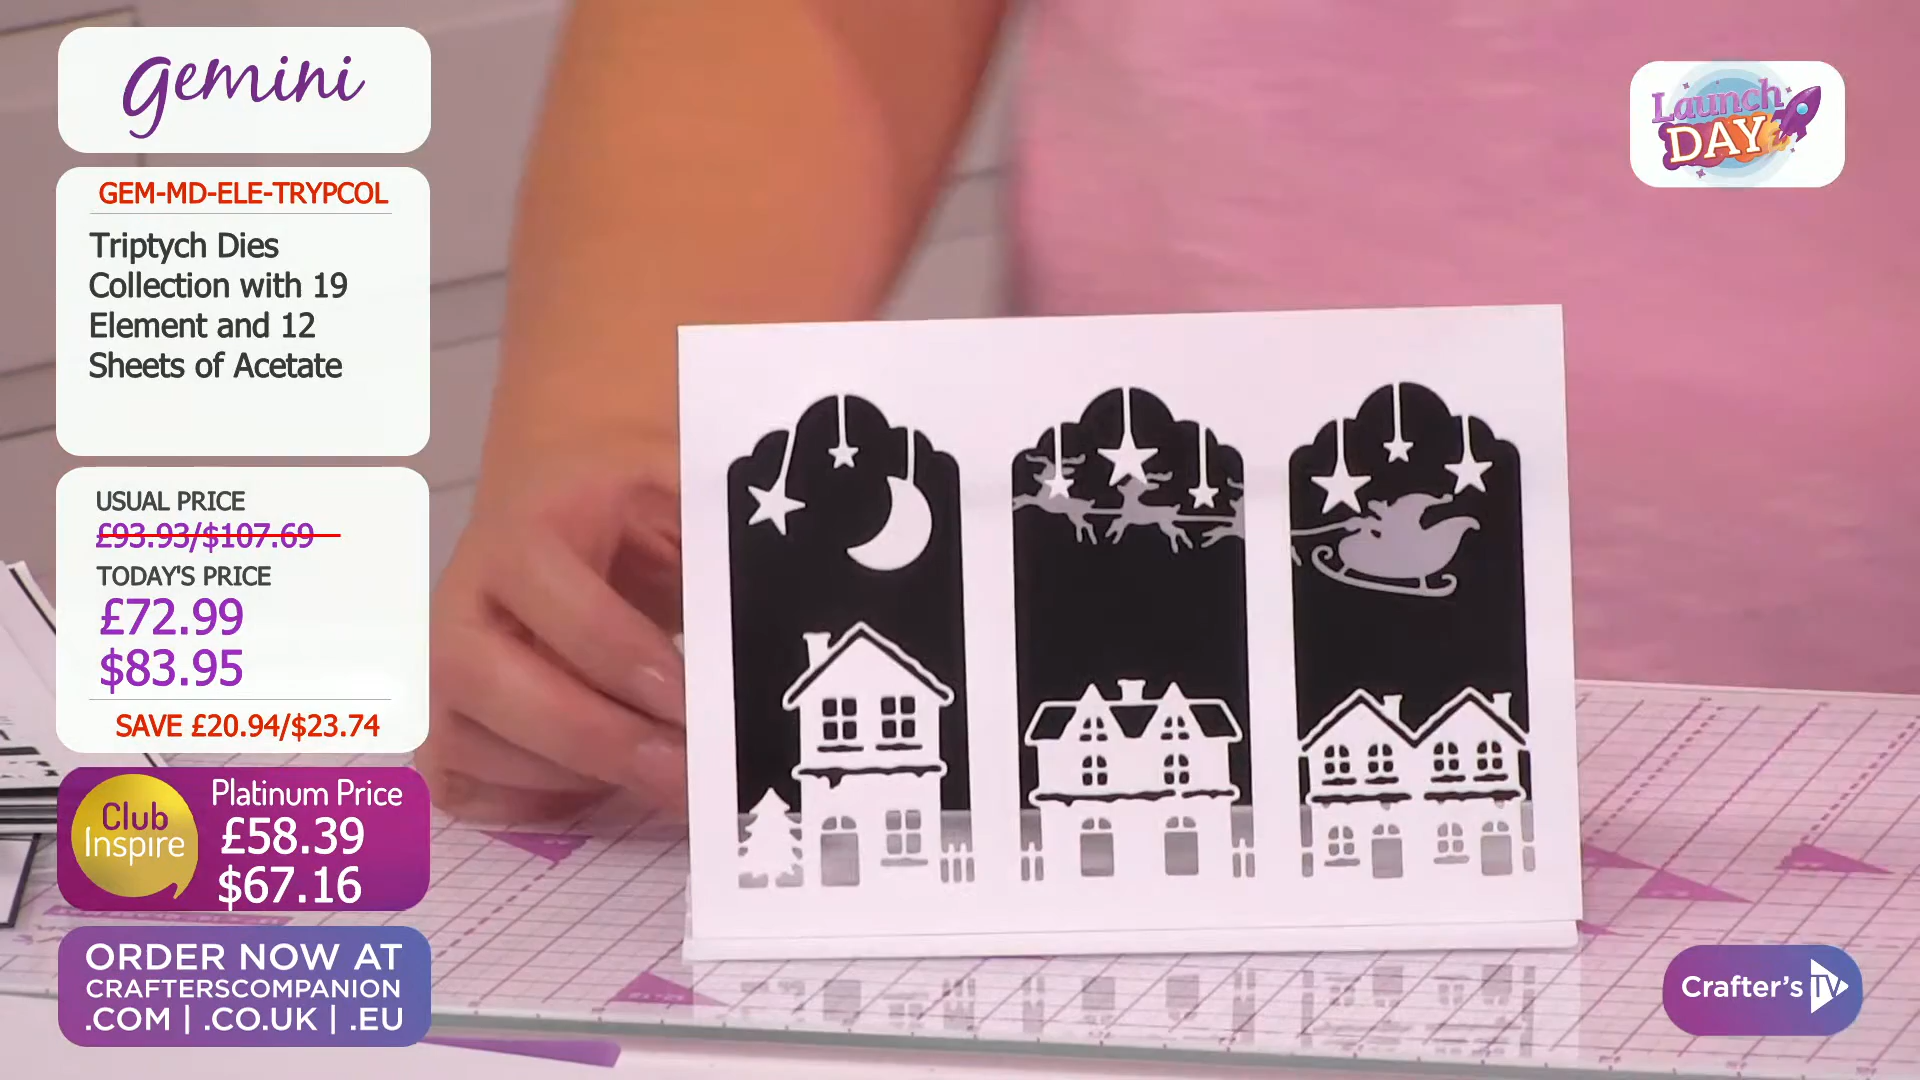 gemini
GEM-MD-ELE-TRYPCOL
Triptych Dies
Collection with 19
Element and 12
Sheets of Acetate
USUAL PRICE
£93.93/$107.69
TODAY'S PRICE
£72.99
$83.95
SAVE £20.94/$23.74
Club
Inspire
Platinum Price
£58.39
$67.16
ORDER NOW AT
CRAFTERSCOMPANION
.COM | .CO.UK | .EU
Launch
DAY
Crafter's TV